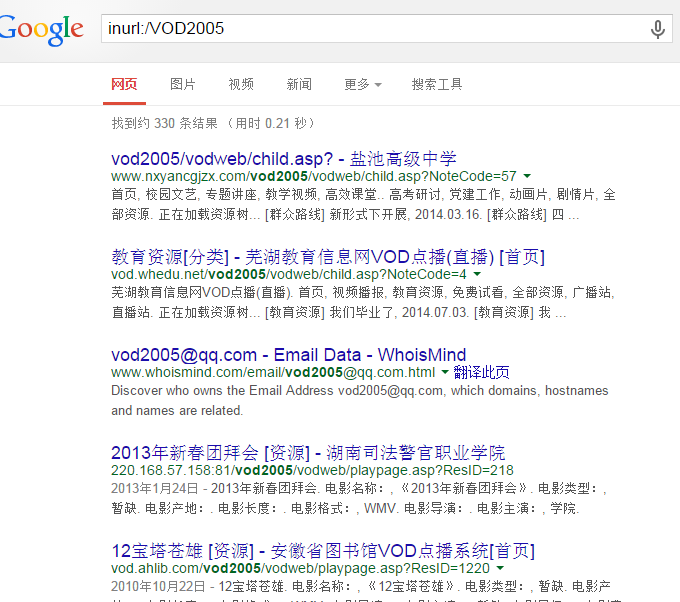 Google
inurl:/VOD2005
网页 图片 视频 新闻 更多 搜索工具
找到约 330 条结果 （用时 0.21 秒）
vod2005/vodweb/child.asp? - 盐池高级中学
www.nxyancgjzx.com/vod2005/vodweb/child.asp?NoteCode=57
首页, 校园文艺, 专题讲座, 教学视频, 高效课堂.. 高考研讨, 党建工作, 动画片, 剧情片, 全
部资源. 正在加载资源树... [群众路线] 新形式下开展, 2014.03.16. [群众路线] 四 ...
教育资源[分类] - 芜湖教育信息网VOD点播(直播) [首页]
vod.whedu.net/vod2005/vodweb/child.asp?NoteCode=4
芜湖教育信息网VOD点播(直播). 首页, 视频播报, 教育资源, 免费试看, 全部资源, 广播站,
直播站. 正在加载资源树... [教育资源] 我们毕业了, 2014.07.03. [教育资源] 我 ...
vod2005@qq.com - Email Data - WhoisMind
www.whoismind.com/email/vod2005@qq.com.html 翻译此页
Discover who owns the Email Address vod2005@qq.com, which domains, hostnames
and names are related.
2013年新春团拜会 [资源] - 湖南司法警官职业学院
220.168.57.158:81/vod2005/vodweb/playpage.asp?ResID=218
2013年1月24日 - 2013年新春团拜会. 电影名称：, 《2013年新春团拜会》. 电影类型：,
暂缺. 电影产地：. 电影长度：. 电影格式：, WMV. 电影导演：. 电影主演：, 学院.
12宝塔苍雄 [资源] - 安徽省图书馆VOD点播系统[首页]
vod.ahlib.com/vod2005/vodweb/playpage.asp?ResID=1220
2010年10月22日 - 12宝塔苍雄. 电影名称：, 《12宝塔苍雄》. 电影类型：, 暂缺. 电影产